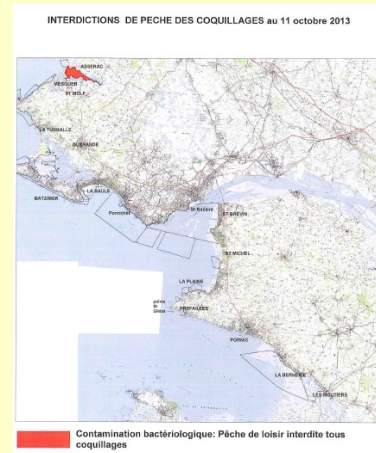 INTERDICTIONS DE PECHE DES COQUILLAGES au 11 octobre 2013
ASSERAC
MESQUER
ST MOLF
LA TURBALLE
GUERANDE
LA BAULE
BATZ/MER
Pornichet
St Nazaire
ST BREVIN
ST MICHEL
LA PLAINE
PREFAILLES
PORNIC
LA BERNERIE
LES MOUTIERS
Contamination bactériologique: Pêche de loisir interdite tous
coquillages